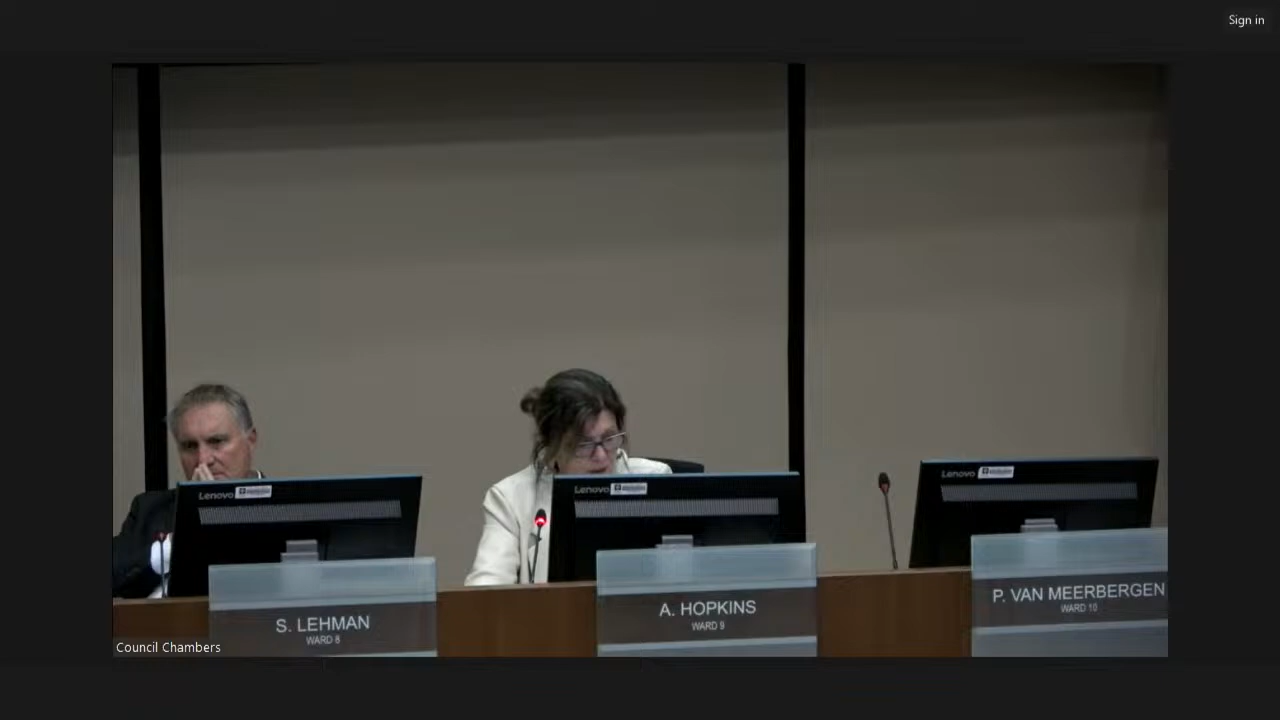 Sign in
Lenovo
Lenovo
Lenovo
S. LEHMAN
WARD 8
A. HOPKINS
WARD 9
P. VAN MEERBERGEN
WARD 10
Council Chambers